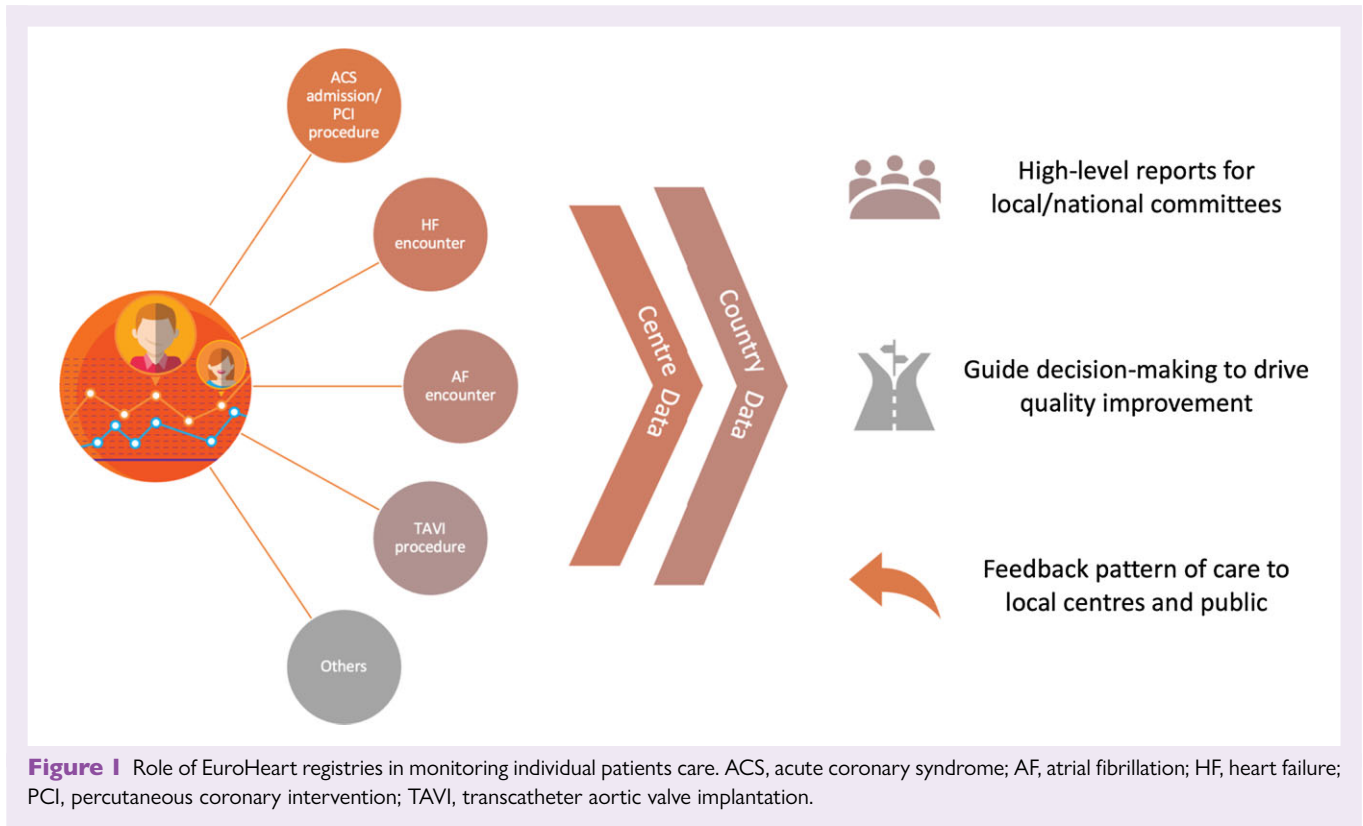 ACS
admission/
PCI
procedure
HF
encounter
AF
encounter
TAVI
procedure
Others
Centre Data
Country Data
High-level reports for
local/national committees
Guide decision-making to drive
quality improvement
Feedback pattern of care to
local centres and public
Figure 1 Role of EuroHeart registries in monitoring individual patients care. ACS, acute coronary syndrome; AF, atrial fibrillation; HF, heart failure;
PCI, percutaneous coronary intervention; TAVI, transcatheter aortic valve implantation.